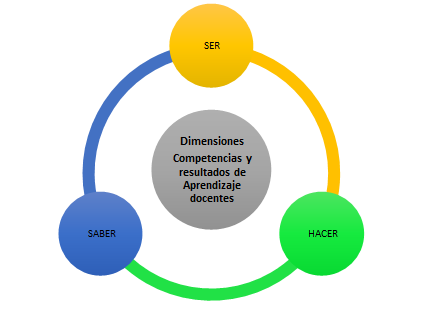 SER
Dimensiones
Competencias y
resultados de
Aprendizaje
docentes
SABER
HACER